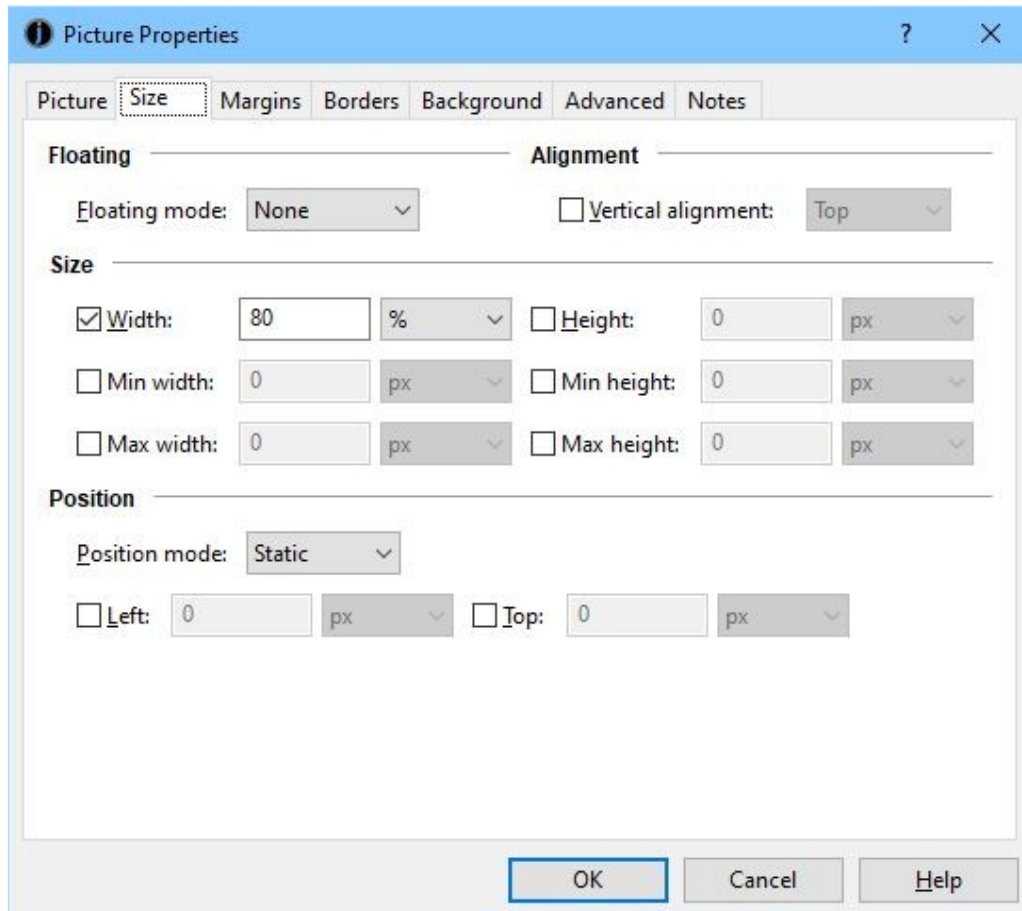 Picture Properties ?
Picture Size Margins Borders Background Advanced Notes
Floating Alignment
Floating mode: None Vertical alignment: Top
Size
Width: 80 % Height: 0 px
Min width: 0 px Min height: 0 px
Max width: 0 px Max height: 0 px
Position
Position mode: Static
Left: 0 px Top: 0 px
OK Cancel Help